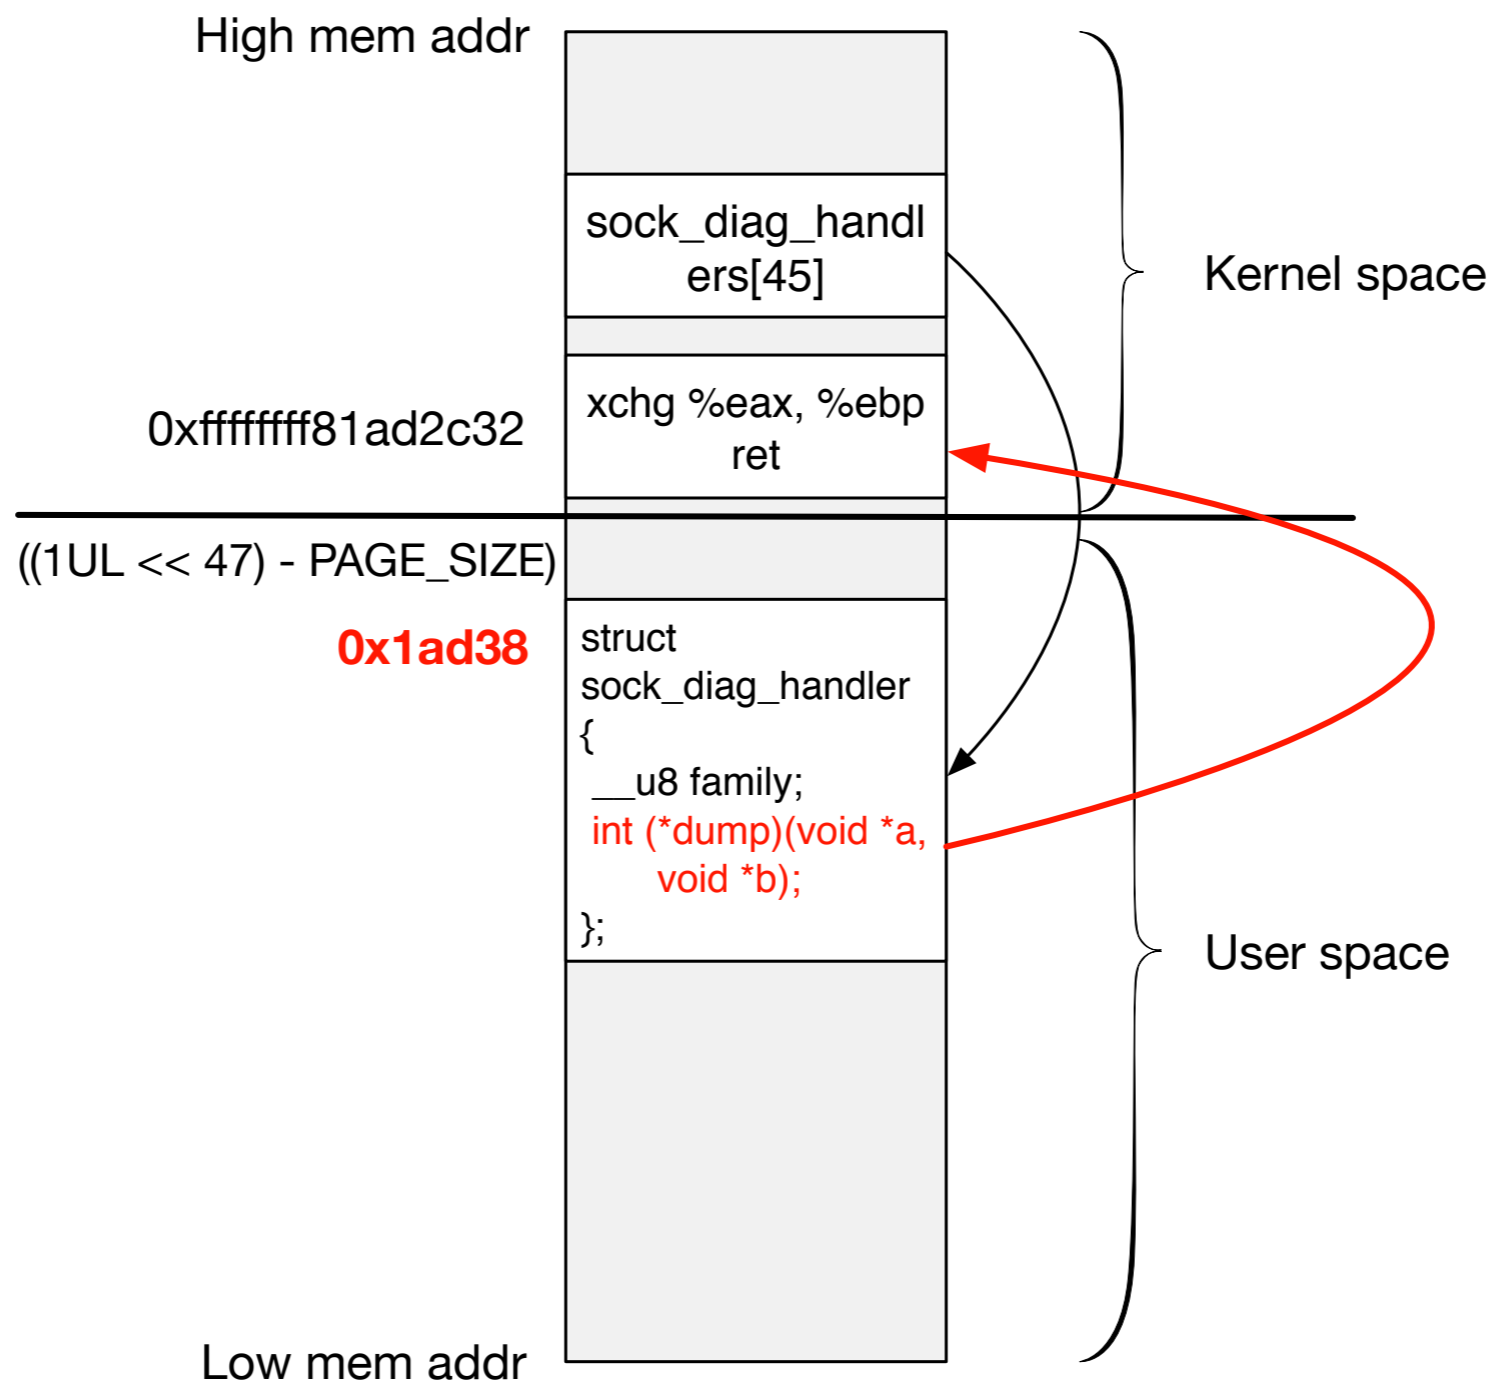 High mem addr
sock_diag_handl
ers[45]
Kernel space
xchg %eax, %ebp
ret
0xffffffff81ad2c32
((1UL << 47) - PAGE_SIZE)
0x1ad38
struct
sock_diag_handler
{
__u8 family;
int (*dump)(void *a,
void *b);
};
User space
Low mem addr